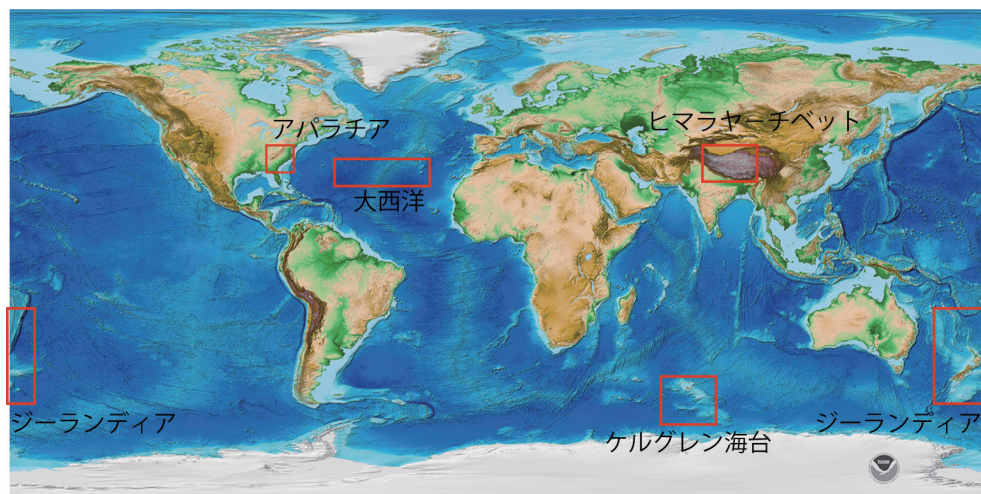 アパラチア
ヒマラヤーチベット
大西洋
ジーランディア
ジーランディア
ケルグレン海台